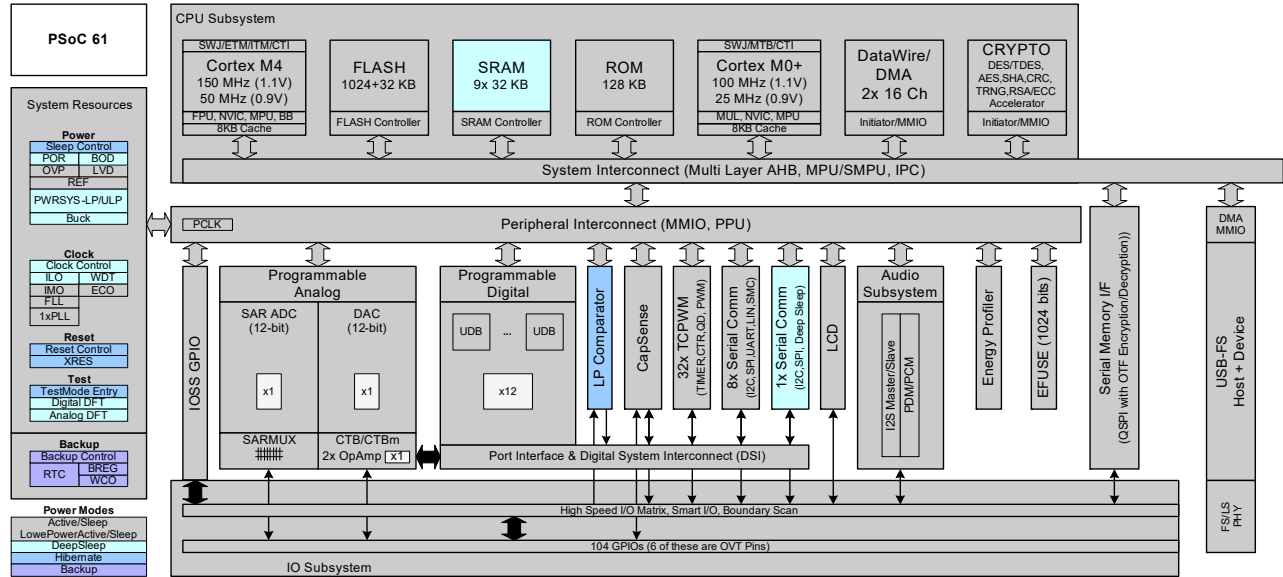 PSoC 61
System Resources
Power
Sleep Control
POR
BOD
OVP
LVD
REF
PWRSYS-LP/ULP
Buck
Clock
Clock Control
ILO
WDT
IMO
ECO
FLL
1xPLL
Reset
Reset Control
XRES
Test
TestMode Entry
Digital DFT
Analog DFT
Backup
Backup Control
RTC
BREG
WCO
Power Modes
Active/Sleep
LowePowerActive/Sleep
DeepSleep
Hibernate
Backup
CPU Subsystem
SWJ/ETM/ITM/CTI
Cortex M4
150 MHz (1.1V)
50 MHz (0.9V)
FPU, NVIC, MPU, BB
8KB Cache
FLASH
1024+32 KB
FLASH Controller
SRAM
9x 32 KB
SRAM Controller
ROM
128 KB
ROM Controller
SWJ/MTB/CTI
Cortex M0+
100 MHz (1.1V)
25 MHz (0.9V)
MUL, NVIC, MPU
8KB Cache
DataWire/
DMA
2x 16 Ch
Initiator/MMIO
CRYPTO
DES/TDES,
AES,SHA,CRC,
TRNG,RSA/ECC
Accelerator
Initiator/MMIO
System Interconnect (Multi Layer AHB, MPU/SMPU, IPC)
PCLK
Peripheral Interconnect (MMIO, PPU)
IOSS GPIO
Programmable
Analog
SAR ADC
(12-bit)
x1
SARMUX
DAC
(12-bit)
x1
CTB/CTBm
2x OpAmp
x1
Programmable
Digital
UDB
...
UDB
x12
Port Interface & Digital System Interconnect (DSI)
LP Comparator
CapSense
32x TCPWM
(TIMER,CTR,QD, PWM)
8x Serial Comm
(I2C,SPI,UART,LIN,SMC)
1x Serial Comm
(I2C,SPI, Deep Sleep)
LCD
Audio
Subsystem
I2S Master/Slave
PDM/PCM
Energy Profiler
EFUSE (1024 bits)
Serial Memory I/F
(QSPI with OTF Encryption/Decryption))
DMA
MMIO
USB-FS
Host + Device
FS/LS
PHY
High Speed I/O Matrix, Smart I/O, Boundary Scan
104 GPIOs (6 of these are OVT Pins)
IO Subsystem